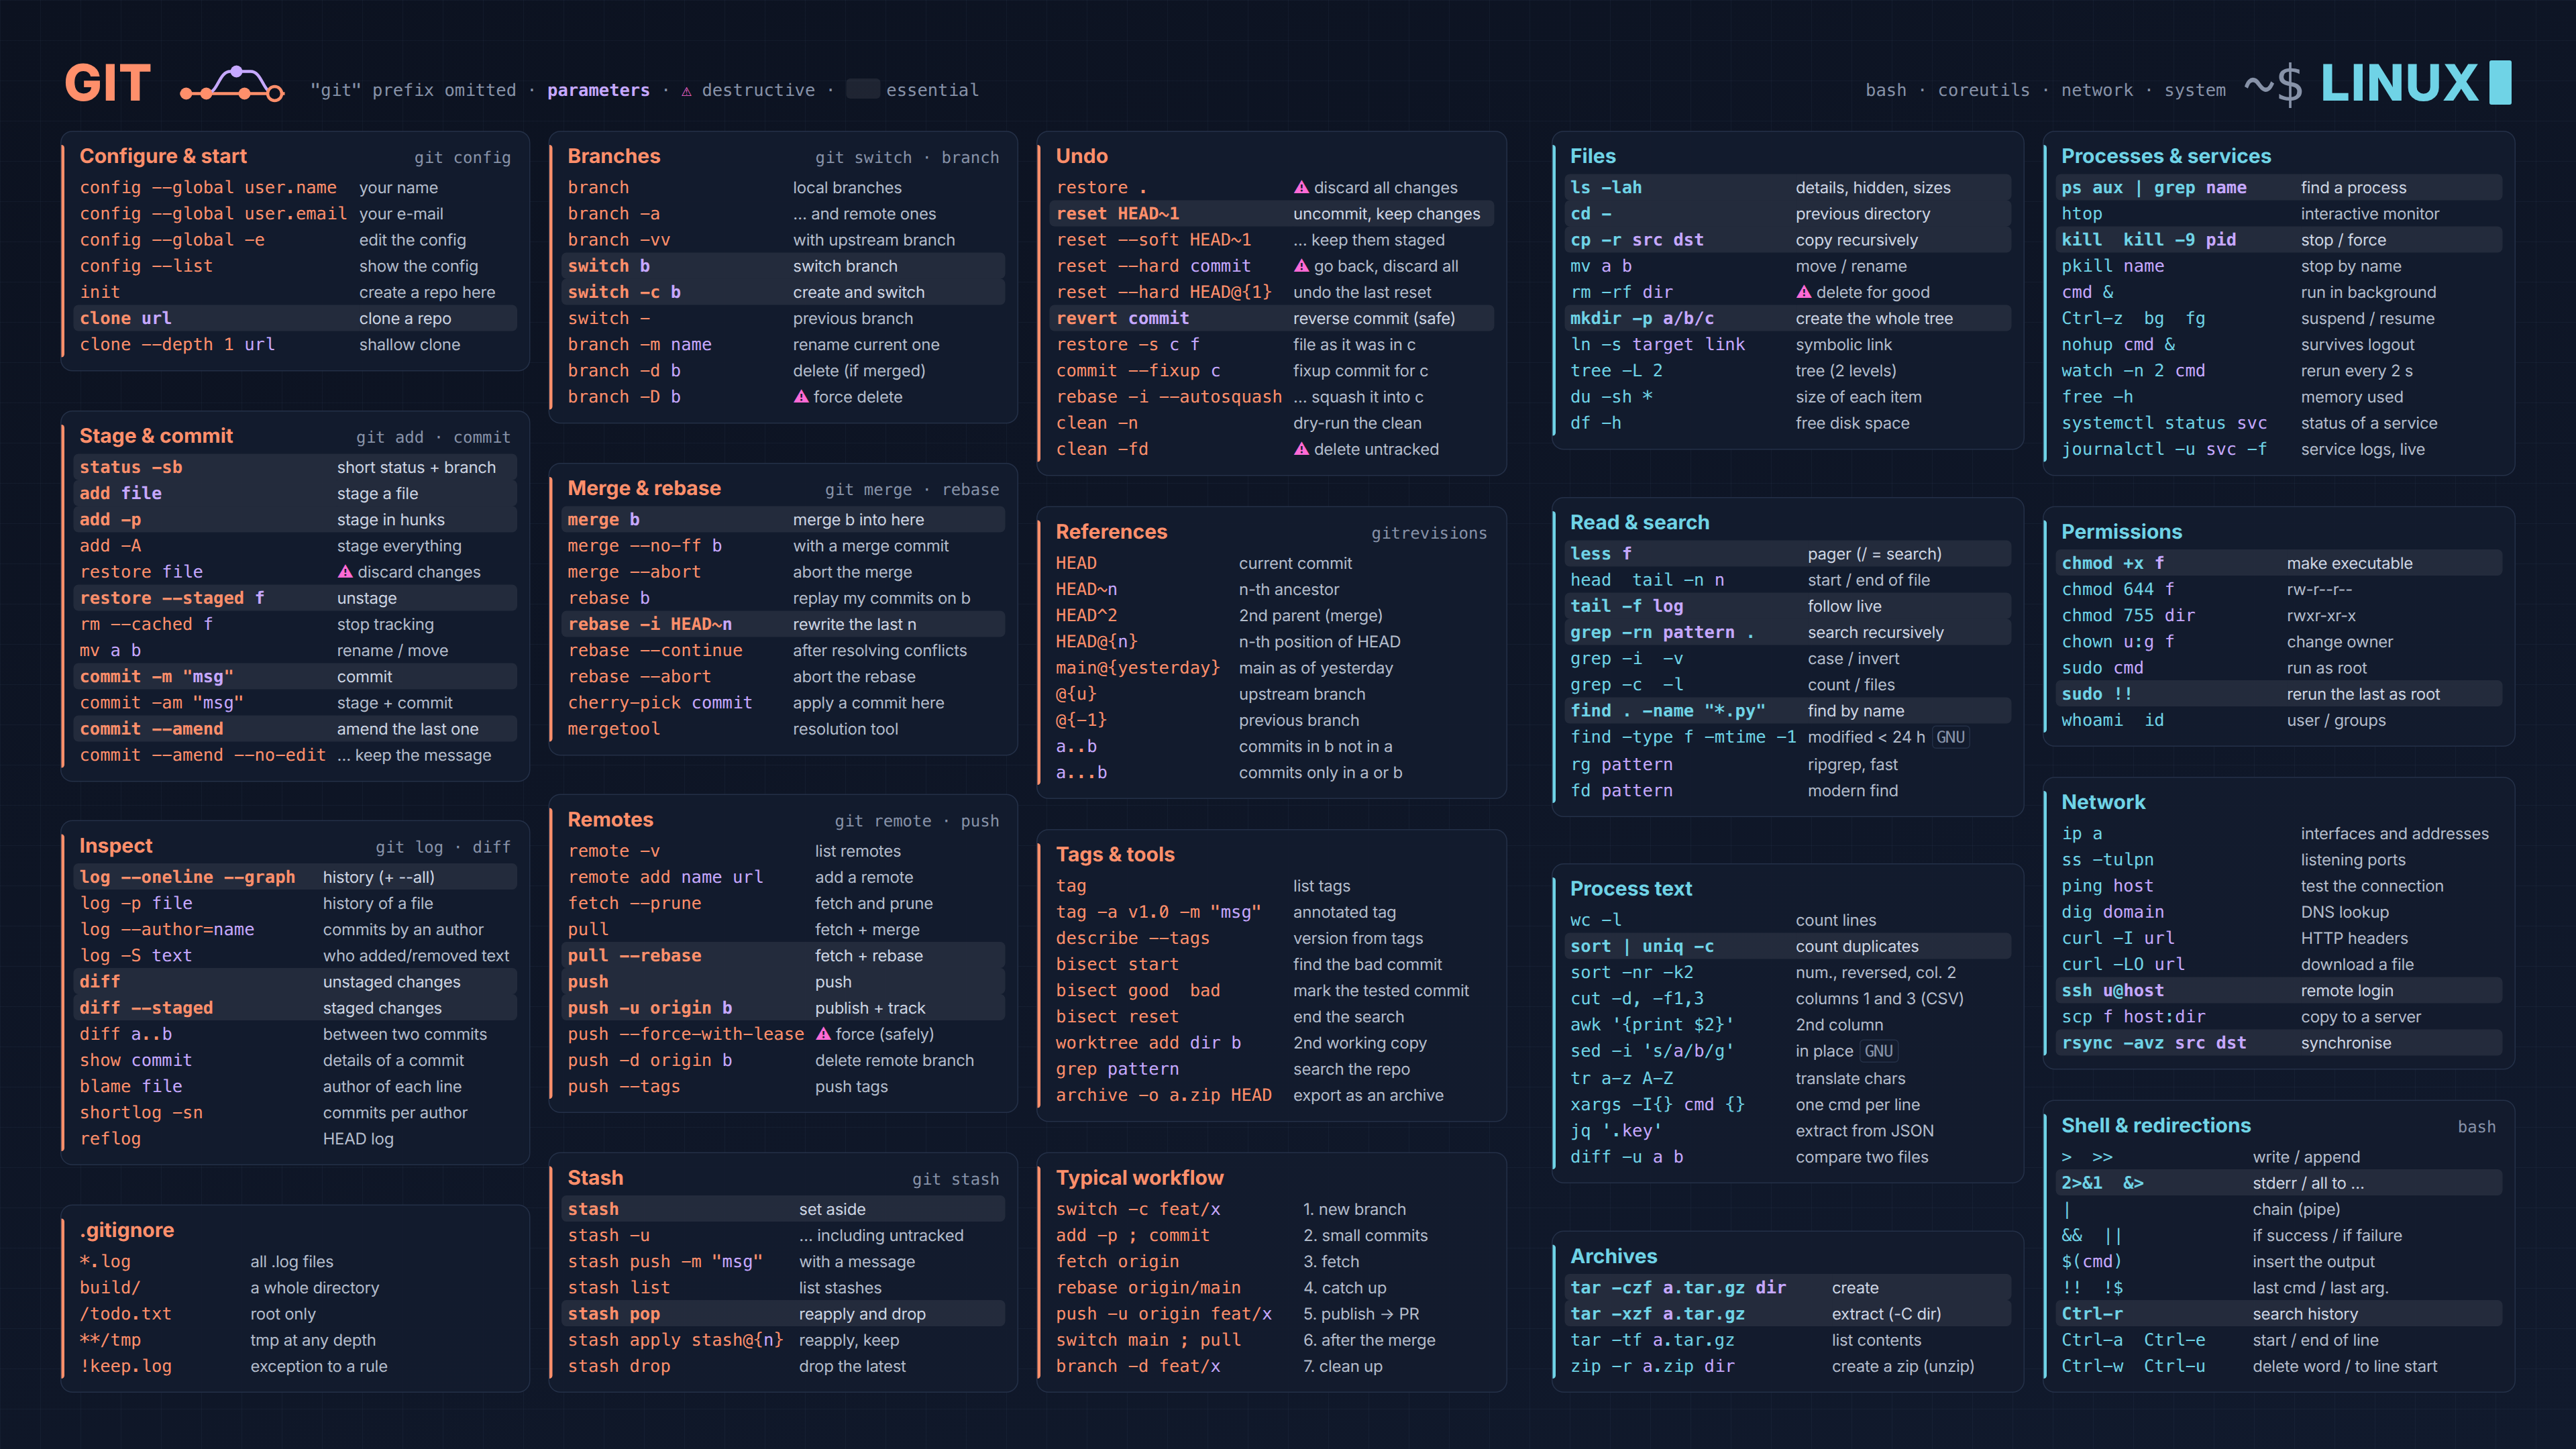 GIT
"git" prefix omitted · parameters · ⚠ destructive · essential
bash · coreutils · network · system
~$ LINUX
Configure & start git config
config --global user.name your name
config --global user.email your e-mail
config --global -e edit the config
config --list show the config
init create a repo here
clone url clone a repo
clone --depth 1 url shallow clone
Stage & commit git add · commit
status -sb short status + branch
add file stage a file
add -p stage in hunks
add -A stage everything
restore file ⚠ discard changes
restore --staged f unstage
rm --cached f stop tracking
mv a b rename / move
commit -m "msg" commit
commit -am "msg" stage + commit
commit --amend amend the last one
commit --amend --no-edit ... keep the message
Inspect git log · diff
log --oneline --graph history (+ --all)
log -p file history of a file
log --author=name commits by an author
log -S text who added/removed text
diff unstaged changes
diff --staged staged changes
diff a..b between two commits
show commit details of a commit
blame file author of each line
shortlog -sn commits per author
reflog HEAD log
.gitignore
*.log all .log files
build/ a whole directory
/todo.txt root only
**/tmp tmp at any depth
!keep.log exception to a rule
Branches git switch · branch
branch local branches
branch -a ... and remote ones
branch -vv with upstream branch
switch b switch branch
switch -c b create and switch
switch - previous branch
branch -m name rename current one
branch -d b delete (if merged)
branch -D b ⚠ force delete
Merge & rebase git merge · rebase
merge b merge b into here
merge --no-ff b with a merge commit
merge --abort abort the merge
rebase b replay my commits on b
rebase -i HEAD~n rewrite the last n
rebase --continue after resolving conflicts
rebase --abort abort the rebase
cherry-pick commit apply a commit here
mergetool resolution tool
Remotes git remote · push
remote -v list remotes
remote add name url add a remote
fetch --prune fetch and prune
pull fetch + merge
pull --rebase fetch + rebase
push push
push -u origin b publish + track
push --force-with-lease ⚠ force (safely)
push -d origin b delete remote branch
push --tags push tags
Stash git stash
stash set aside
stash -u ... including untracked
stash push -m "msg" with a message
stash list list stashes
stash pop reapply and drop
stash apply stash@{n} reapply, keep
stash drop drop the latest
Undo
restore . ⚠ discard all changes
reset HEAD~1 uncommit, keep changes
reset --soft HEAD~1 ... keep them staged
reset --hard commit ⚠ go back, discard all
reset --hard HEAD@{1} undo the last reset
revert commit reverse commit (safe)
restore -s c f file as it was in c
commit --fixup c fixup commit for c
rebase -i --autosquash ... squash it into c
clean -n dry-run the clean
clean -fd ⚠ delete untracked
References gitrevisions
HEAD current commit
HEAD~n n-th ancestor
HEAD^2 2nd parent (merge)
HEAD@{n} n-th position of HEAD
main@{yesterday} main as of yesterday
@{u} upstream branch
@{-1} previous branch
a..b commits in b not in a
a...b commits only in a or b
Tags & tools
tag list tags
tag -a v1.0 -m "msg" annotated tag
describe --tags version from tags
bisect start find the bad commit
bisect good bad mark the tested commit
bisect reset end the search
worktree add dir b 2nd working copy
grep pattern search the repo
archive -o a.zip HEAD export as an archive
Typical workflow
switch -c feat/x 1. new branch
add -p ; commit 2. small commits
fetch origin 3. fetch
rebase origin/main 4. catch up
push -u origin feat/x 5. publish → PR
switch main ; pull 6. after the merge
branch -d feat/x 7. clean up
Files
ls -lah details, hidden, sizes
cd - previous directory
cp -r src dst copy recursively
mv a b move / rename
rm -rf dir ⚠ delete for good
mkdir -p a/b/c create the whole tree
ln -s target link symbolic link
tree -L 2 tree (2 levels)
du -sh * size of each item
df -h free disk space
Read & search
less f pager (/ = search)
head tail -n n start / end of file
tail -f log follow live
grep -rn pattern . search recursively
grep -i -v case / invert
grep -c -l count / files
find . -name "*.py" find by name
find -type f -mtime -1 modified < 24 h GNU
rg pattern ripgrep, fast
fd pattern modern find
Process text
wc -l count lines
sort | uniq -c count duplicates
sort -nr -k2 num., reversed, col. 2
cut -d, -f1,3 columns 1 and 3 (CSV)
awk '{print $2}' 2nd column
sed -i 's/a/b/g' in place GNU
tr a-z A-Z translate chars
xargs -I{} cmd {} one cmd per line
jq '.key' extract from JSON
diff -u a b compare two files
Archives
tar -czf a.tar.gz dir create
tar -xzf a.tar.gz extract (-C dir)
tar -tf a.tar.gz list contents
zip -r a.zip dir create a zip (unzip)
Processes & services
ps aux | grep name find a process
htop interactive monitor
kill kill -9 pid stop / force
pkill name stop by name
cmd & run in background
Ctrl-z bg fg suspend / resume
nohup cmd & survives logout
watch -n 2 cmd rerun every 2 s
free -h memory used
systemctl status svc status of a service
journalctl -u svc -f service logs, live
Permissions
chmod +x f make executable
chmod 644 f rw-r--r--
chmod 755 dir rwxr-xr-x
chown u:g f change owner
sudo cmd run as root
sudo !! rerun the last as root
whoami id user / groups
Network
ip a interfaces and addresses
ss -tulpn listening ports
ping host test the connection
dig domain DNS lookup
curl -I url HTTP headers
curl -LO url download a file
ssh u@host remote login
scp f host:dir copy to a server
rsync -avz src dst synchronise
Shell & redirections bash
> >> write / append
2>&1 &> stderr / all to ...
| chain (pipe)
&& || if success / if failure
$(cmd) insert the output
!! !$ last cmd / last arg.
Ctrl-r search history
Ctrl-a Ctrl-e start / end of line
Ctrl-w Ctrl-u delete word / to line start